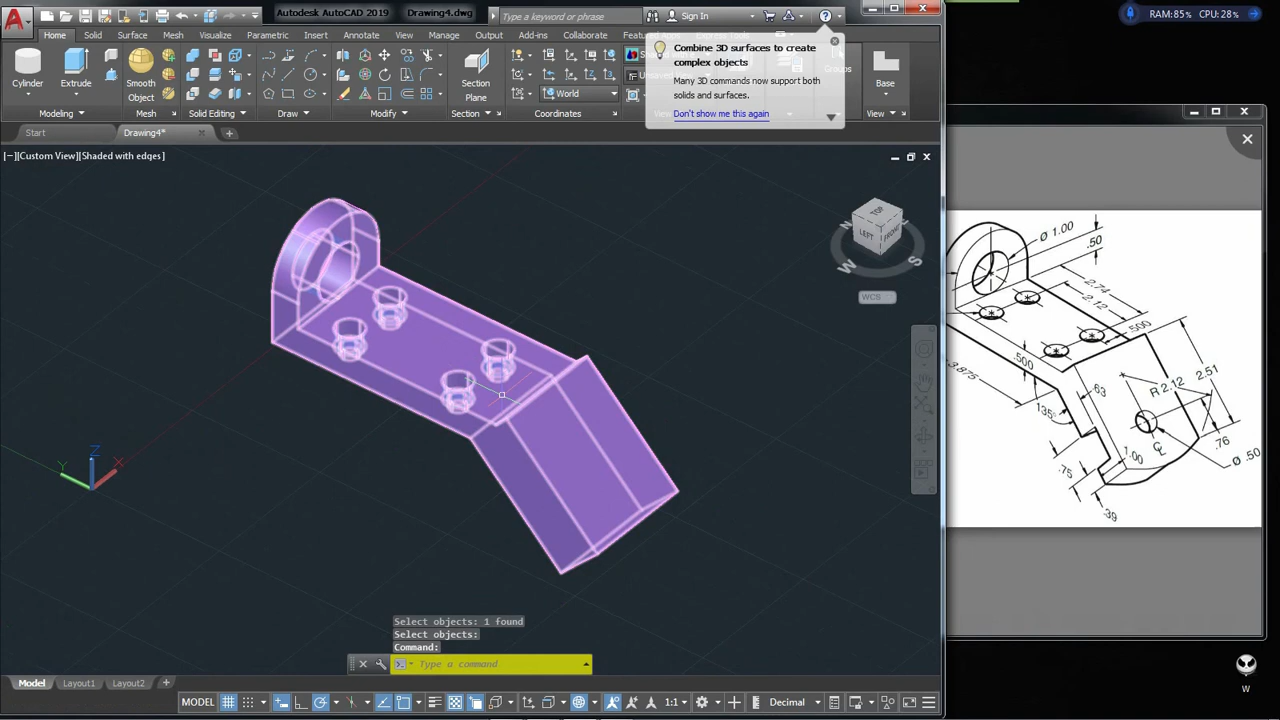 Autodesk AutoCAD 2019 Drawing4.dwg
Type a keyword or phrase
Sign In
RAM:85% CPU:28%
Home Solid Surface Mesh Visualize Parametric Insert Annotate View Manage Output Add-ins Collaborate
Cylinder
Extrude
Smooth
Object
Section
Plane
World
Groups
Base
Modeling
Mesh
Solid Editing
Draw
Modify
Section
Coordinates
View
Combine 3D surfaces to create
complex objects
Many 3D commands now support both
solids and surfaces.
Don't show me this again
Start
Drawing4*
[−][Custom View][Shaded with edges]
TOP
LEFT
FRONT
N
W
S
WCS
Z
Y
X
Ø 1.00
.50
2.74
2.12
.500
.500
3.875
.63
135°
R 2.12
2.51
.76
Ø .50
1.00
℄
.75
.39
Select objects: 1 found
Select objects:
Command:
Type a command
Model Layout1 Layout2
MODEL
1:1
Decimal
W